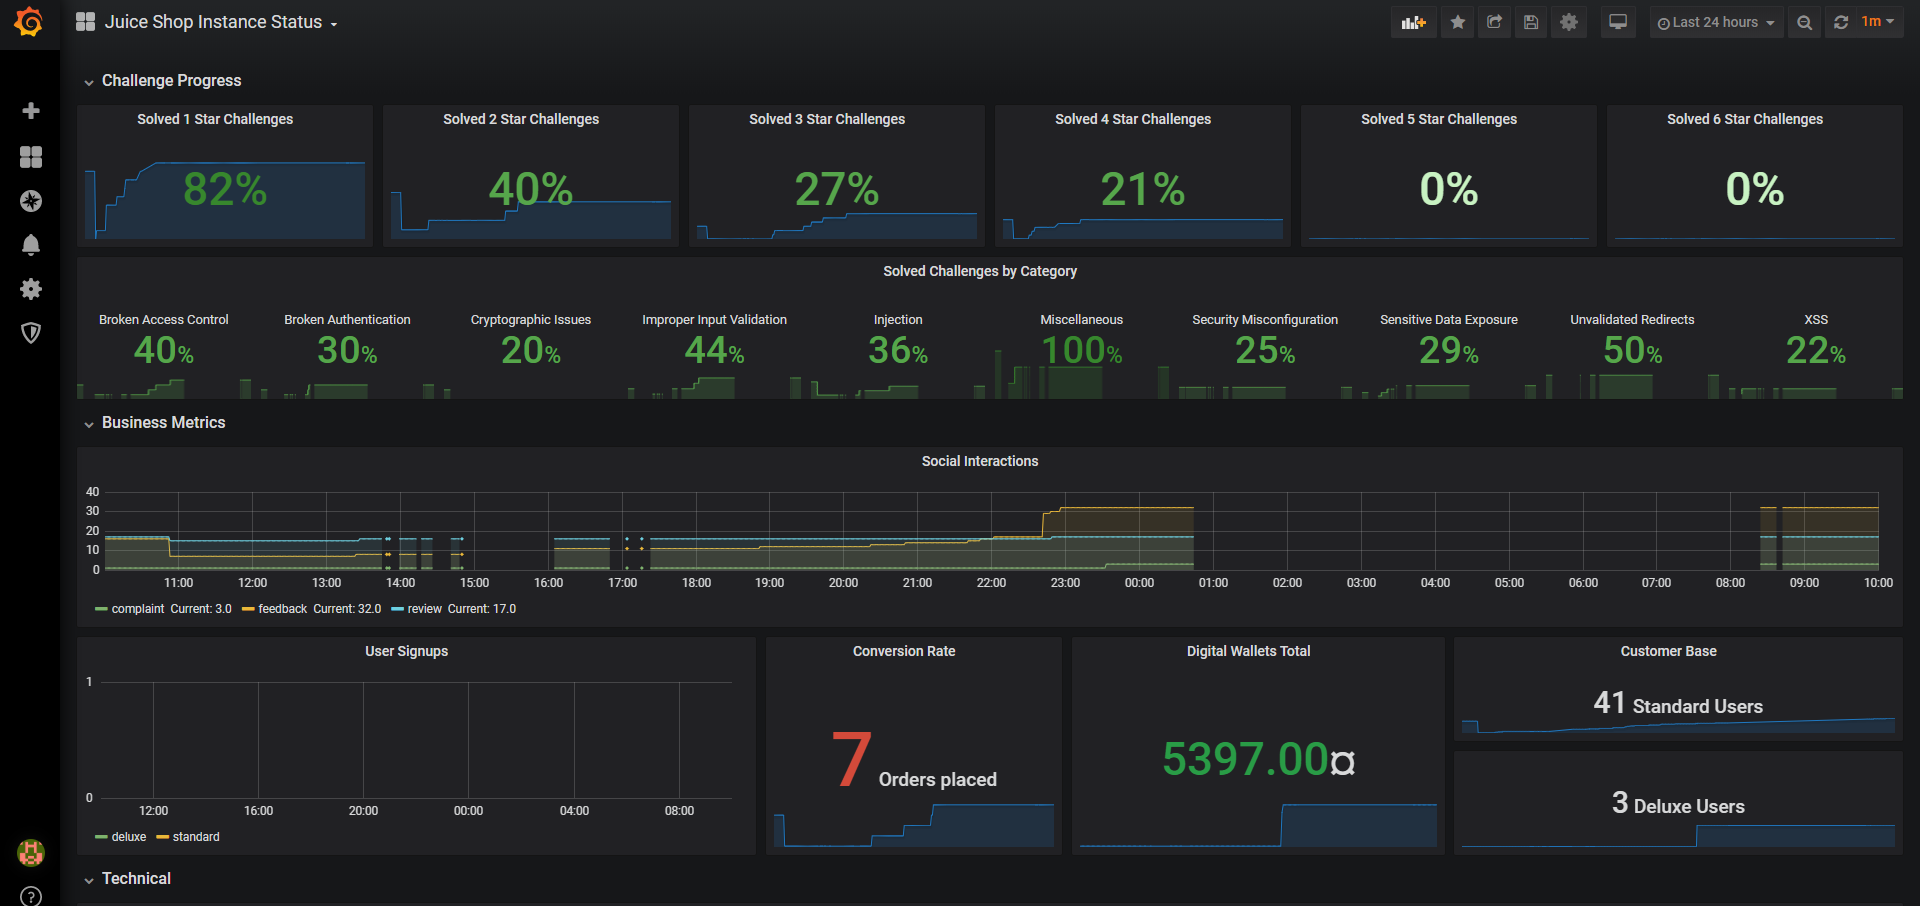 Juice Shop Instance Status
Last 24 hours
1m
Challenge Progress
Solved 1 Star Challenges
82%
Solved 2 Star Challenges
40%
Solved 3 Star Challenges
27%
Solved 4 Star Challenges
21%
Solved 5 Star Challenges
0%
Solved 6 Star Challenges
0%
Solved Challenges by Category
Broken Access Control
40%
Broken Authentication
30%
Cryptographic Issues
20%
Improper Input Validation
44%
Injection
36%
Miscellaneous
100%
Security Misconfiguration
25%
Sensitive Data Exposure
29%
Unvalidated Redirects
50%
XSS
22%
Business Metrics
Social Interactions
40
30
20
10
0
11:00 12:00 13:00 14:00 15:00 16:00 17:00 18:00 19:00 20:00 21:00 22:00 23:00 00:00 01:00 02:00 03:00 04:00 05:00 06:00 07:00 08:00 09:00 10:00
complaint Current: 3.0 feedback Current: 32.0 review Current: 17.0
User Signups
1
0
12:00 16:00 20:00 00:00 04:00 08:00
deluxe standard
Conversion Rate
7 Orders placed
Digital Wallets Total
5397.00¤
Customer Base
41 Standard Users
3 Deluxe Users
Technical